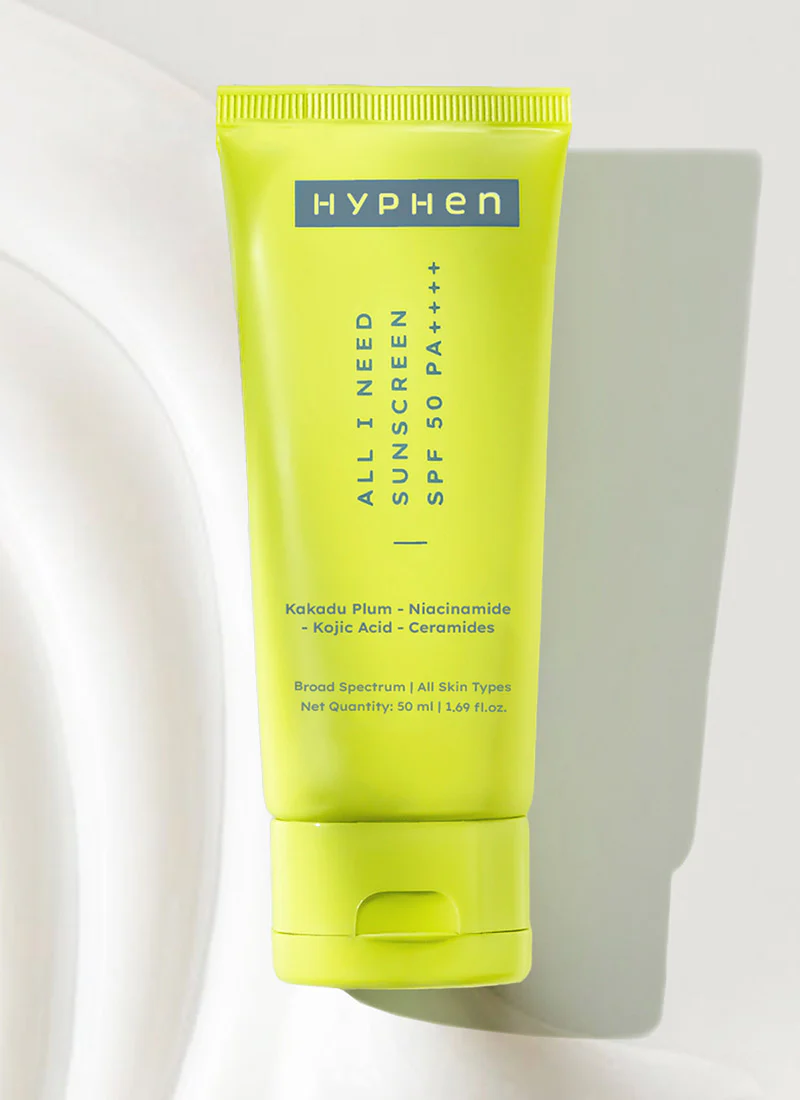 HYPHEN
ALL I NEED
SUNSCREEN
SPF 50 PA++++
Kakadu Plum - Niacinamide
- Kojic Acid - Ceramides
Broad Spectrum | All Skin Types
Net Quantity: 50 ml | 1.69 fl.oz.